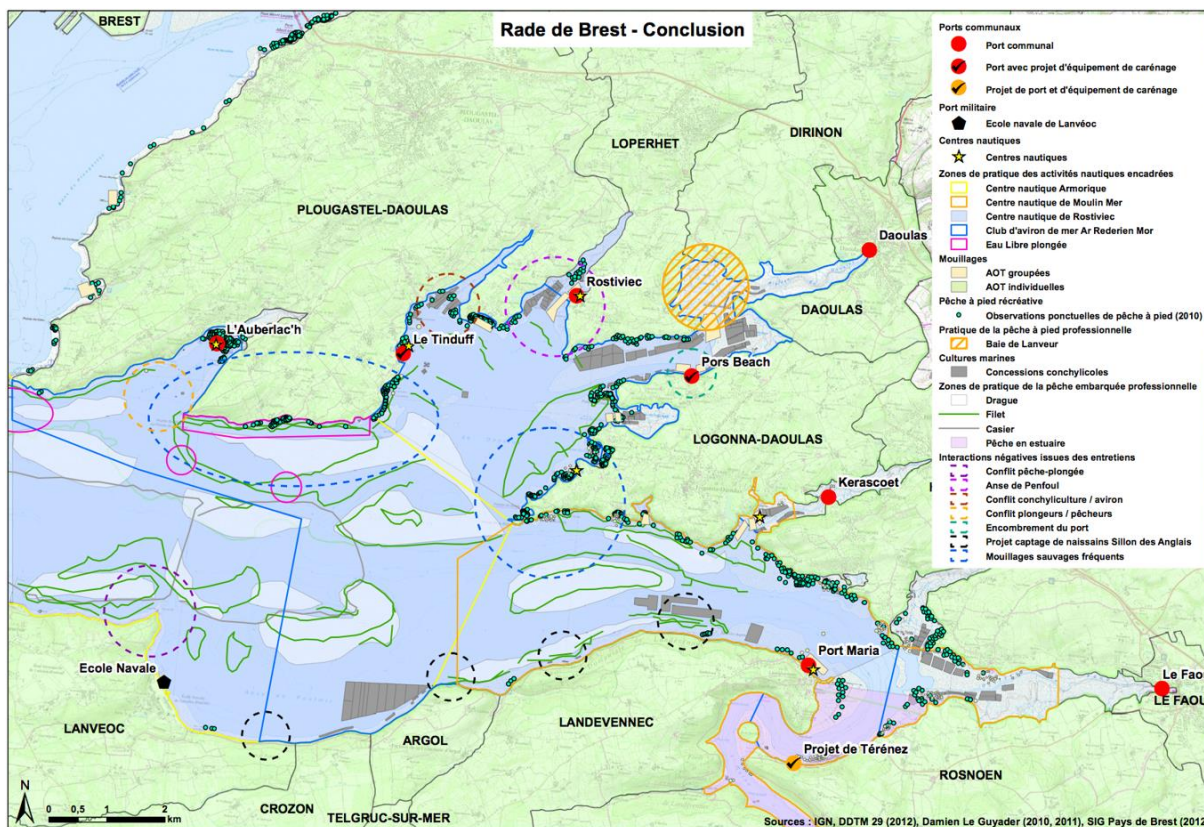 Rade de Brest - Conclusion
BREST
LOPERHET
DIRINON
PLOUGASTEL-DAOULAS
Daoulas
Rostiviec
DAOULAS
L'Auberlac'h
Le Tinduff
Pors Beach
LOGONNA-DAOULAS
Kerascoet
Ecole Navale
Port Maria
Le Faou
LE FAOU
LANVEOC
ARGOL
LANDEVENNEC
Projet de Térénez
ROSNOEN
CROZON
TELGRUC-SUR-MER
N
0 0,5 1 2
km
Ports communaux
Port communal
Port avec projet d'équipement de carénage
Projet de port et d'équipement de carénage
Port militaire
Ecole navale de Lanvéoc
Centres nautiques
Centres nautiques
Zones de pratique des activités nautiques encadrées
Centre nautique Armorique
Centre nautique de Moulin Mer
Centre nautique de Rostiviec
Club d'aviron de mer Ar Rederien Mor
Eau Libre plongée
Mouillages
AOT groupées
AOT individuelles
Pêche à pied récréative
Observations ponctuelles de pêche à pied (2010)
Pratique de la pêche à pied professionnelle
Baie de Lanveur
Cultures marines
Concessions conchylicoles
Zones de pratique de la pêche embarquée professionnelle
Drague
Filet
Casier
Pêche en estuaire
Interactions négatives issues des entretiens
Conflit pêche-plongée
Anse de Penfoul
Conflit conchyliculture / aviron
Conflit plongeurs / pêcheurs
Encombrement du port
Projet captage de naissains Sillon des Anglais
Mouillages sauvages fréquents
Sources : IGN, DDTM 29 (2012), Damien Le Guyader (2010, 2011), SIG Pays de Brest (2012